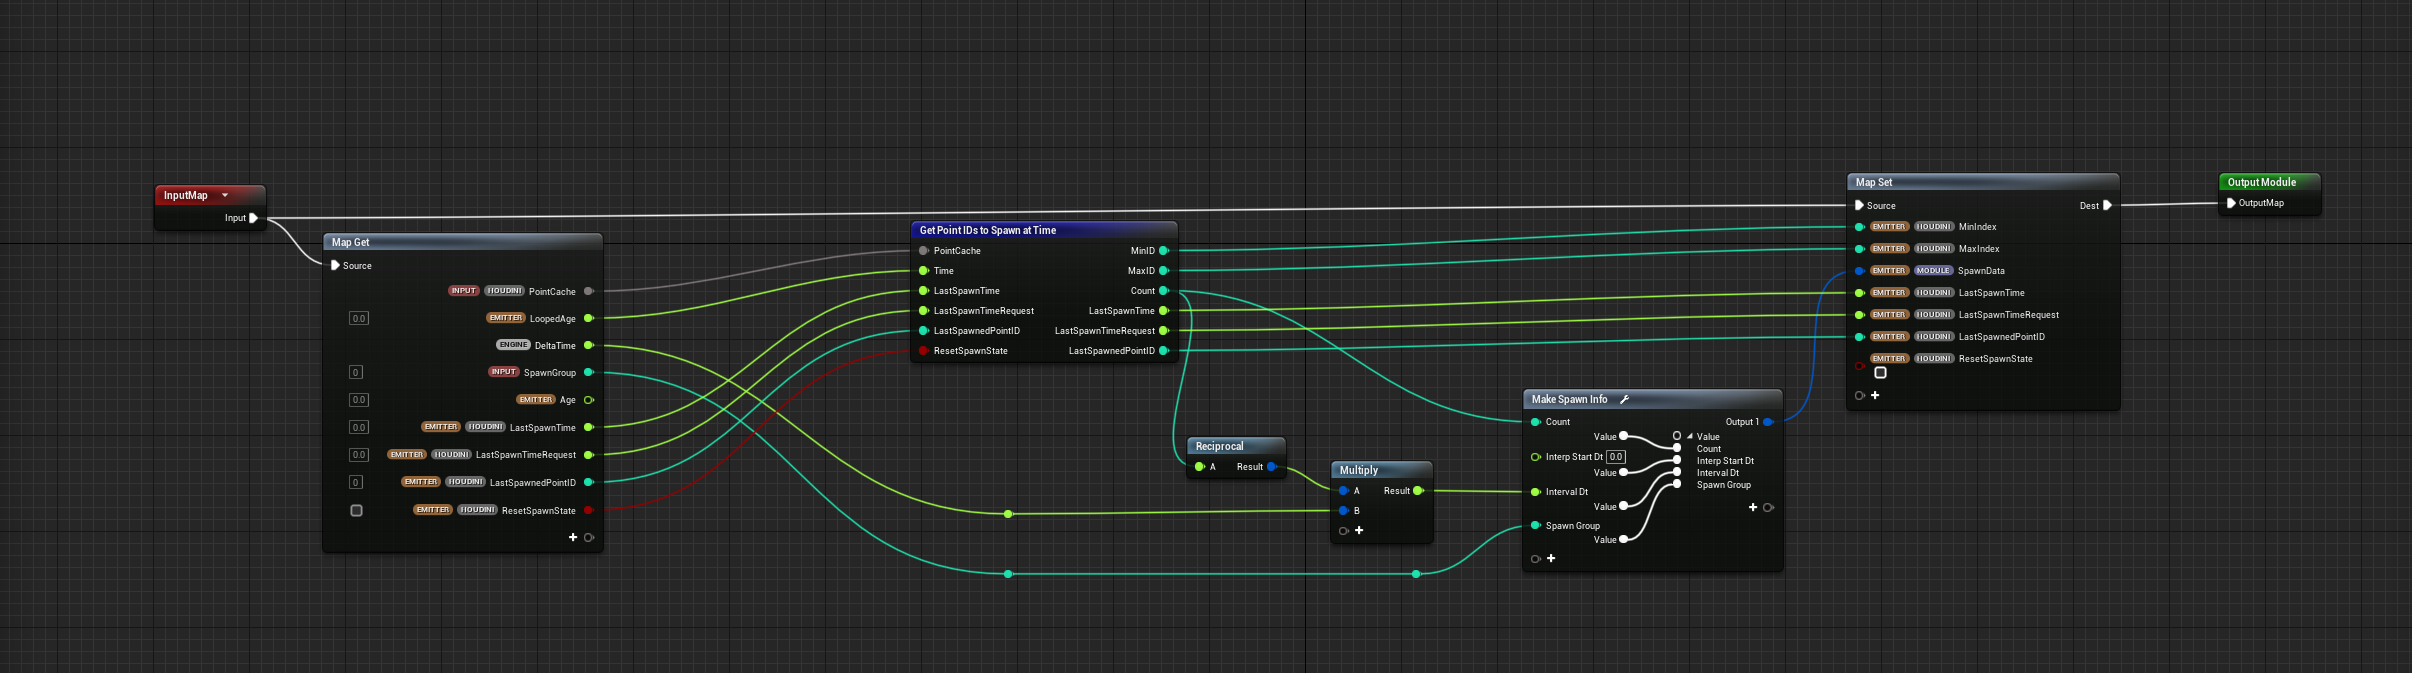 InputMap
Input
Map Get
Source
INPUT HOUDINI PointCache
0.0 EMITTER LoopedAge
ENGINE DeltaTime
0 INPUT SpawnGroup
0.0 EMITTER Age
0.0 EMITTER HOUDINI LastSpawnTime
0.0 EMITTER HOUDINI LastSpawnTimeRequest
0 EMITTER HOUDINI LastSpawnedPointID
EMITTER HOUDINI ResetSpawnState
Get Point IDs to Spawn at Time
PointCache MinID
Time MaxID
LastSpawnTime Count
LastSpawnTimeRequest LastSpawnTime
LastSpawnedPointID LastSpawnTimeRequest
ResetSpawnState LastSpawnedPointID
Reciprocal
A Result
Multiply
A Result
B
Make Spawn Info
Count Output 1
Value Value
Count
Interp Start Dt 0.0 Interp Start Dt
Value Interval Dt
Spawn Group
Interval Dt
Value
Spawn Group
Value
Map Set
Source Dest
EMITTER HOUDINI MinIndex
EMITTER HOUDINI MaxIndex
EMITTER MODULE SpawnData
EMITTER HOUDINI LastSpawnTime
EMITTER HOUDINI LastSpawnTimeRequest
EMITTER HOUDINI LastSpawnedPointID
EMITTER HOUDINI ResetSpawnState
Output Module
OutputMap